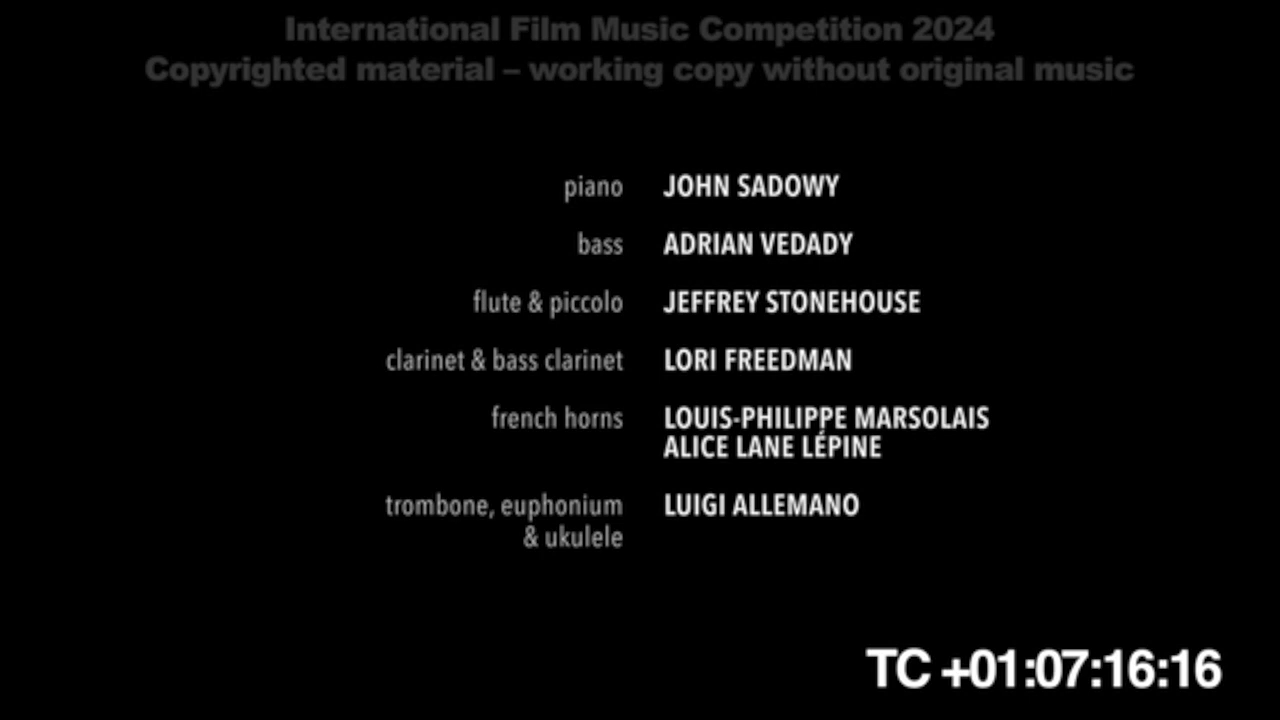 International Film Music Competition 2024
Copyrighted material – working copy without original music
piano JOHN SADOWY
bass ADRIAN VEDADY
flute & piccolo JEFFREY STONEHOUSE
clarinet & bass clarinet LORI FREEDMAN
french horns LOUIS-PHILIPPE MARSOLAIS
ALICE LANE LÉPINE
trombone, euphonium LUIGI ALLEMANO
& ukulele
TC +01:07:16:16